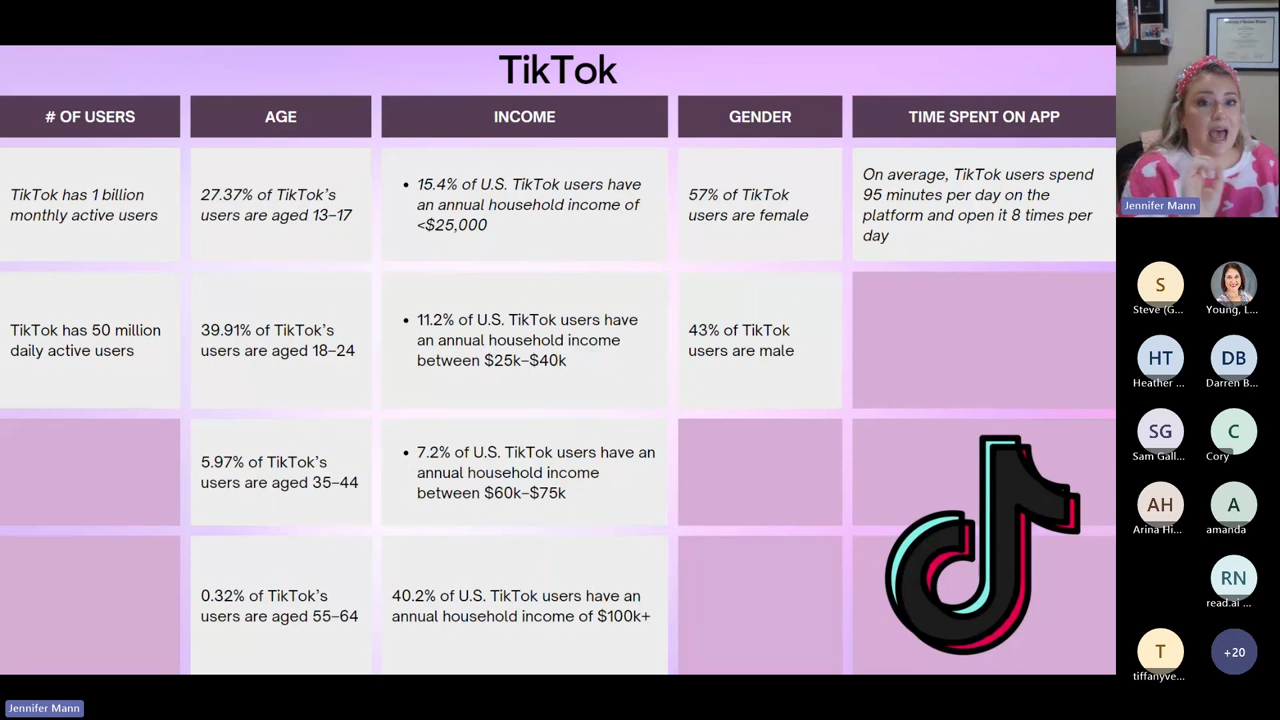 TikTok
# OF USERS
AGE
INCOME
GENDER
TIME SPENT ON APP
TikTok has 1 billion
monthly active users
27.37% of TikTok's
users are aged 13–17
• 15.4% of U.S. TikTok users have
an annual household income of
<$25,000
57% of TikTok
users are female
On average, TikTok users spend
95 minutes per day on the
platform and open it 8 times per
day
TikTok has 50 million
daily active users
39.91% of TikTok's
users are aged 18–24
• 11.2% of U.S. TikTok users have
an annual household income
between $25k–$40k
43% of TikTok
users are male
5.97% of TikTok's
users are aged 35–44
• 7.2% of U.S. TikTok users have an
annual household income
between $60k–$75k
0.32% of TikTok's
users are aged 55–64
40.2% of U.S. TikTok users have an
annual household income of $100k+
Jennifer Mann
S
Steve (G...
Young, L...
HT
Heather ...
DB
Darren B...
SG
Sam Gall...
C
Cory
AH
Arina Hi...
A
amanda
RN
read.ai ...
T
tiffanyve...
+20
Jennifer Mann